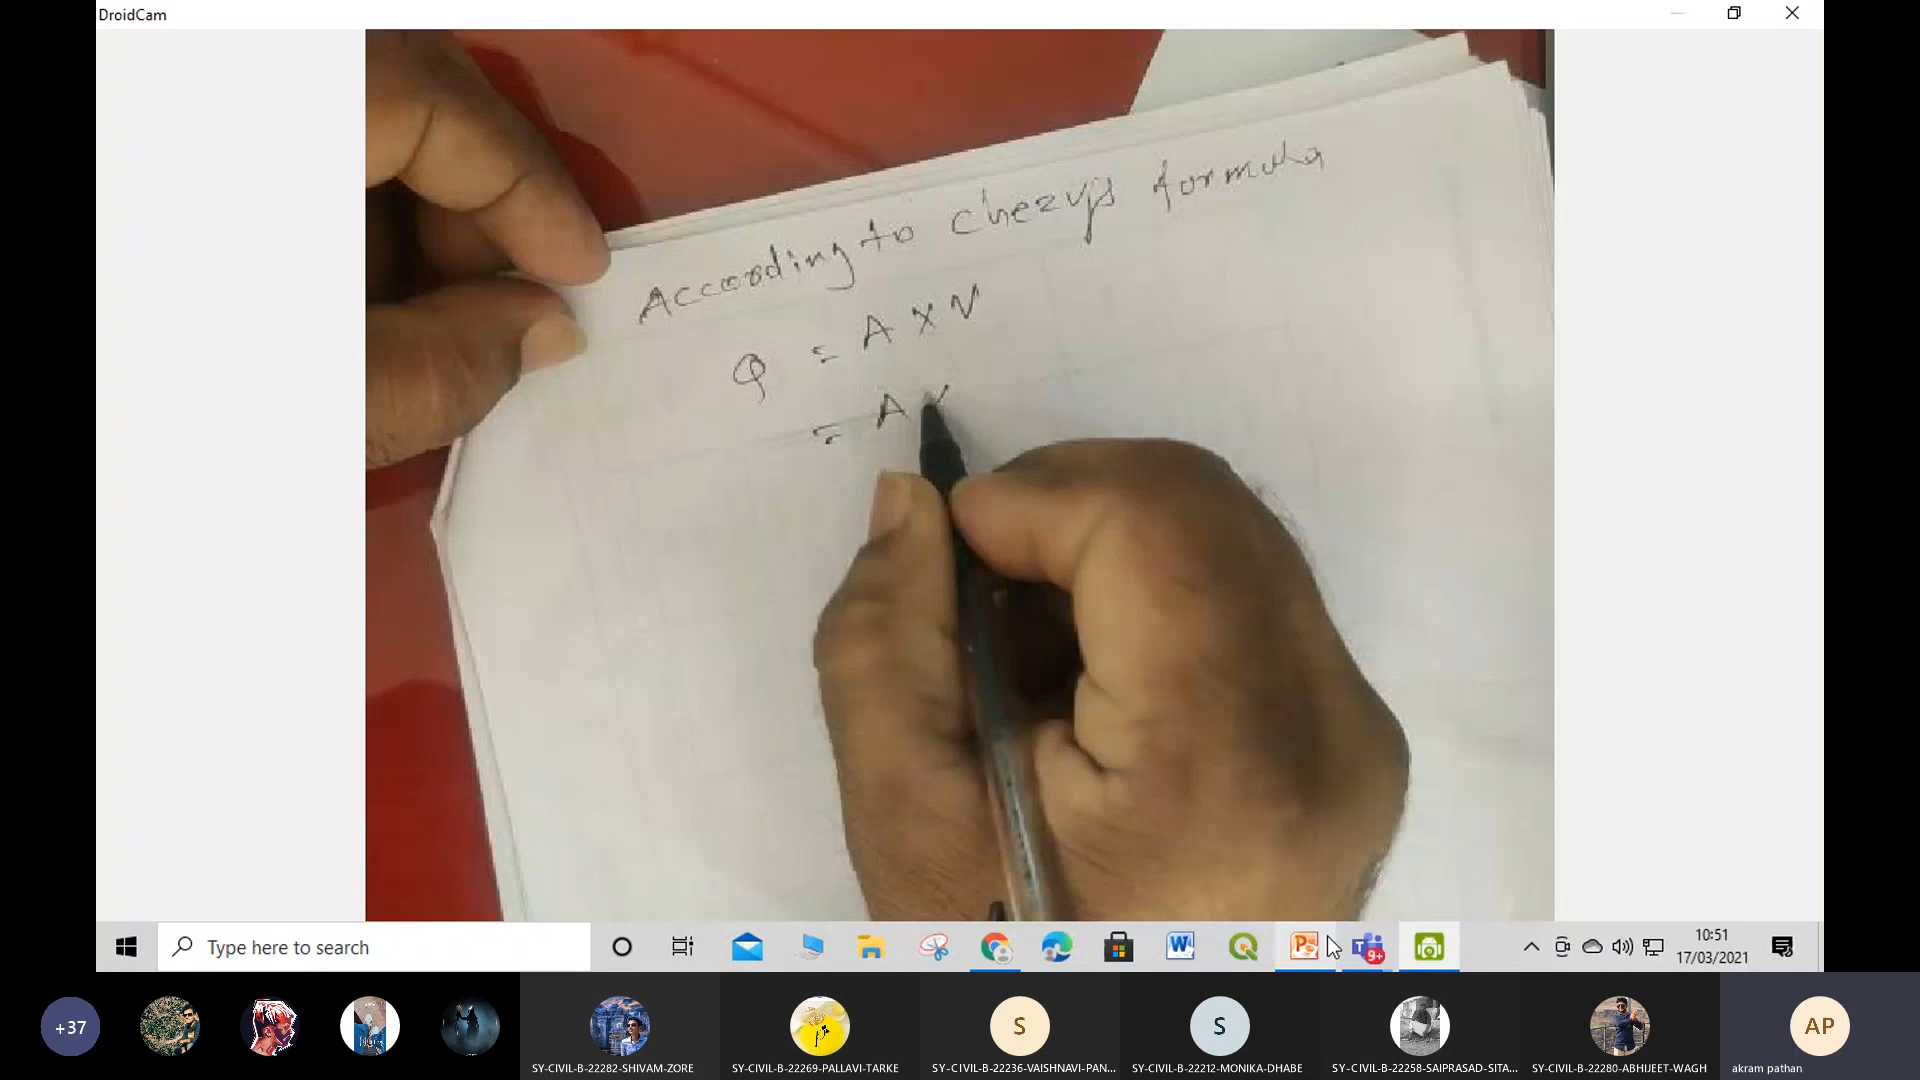 DroidCam
According to Chezy's formula
Q = A X V
= A X
Type here to search
9+
10:51
17/03/2021
+37
S
S
AP
SY-CIVIL-B-22282-SHIVAM-ZORE
SY-CIVIL-B-22269-PALLAVI-TARKE
SY-CIVIL-B-22236-VAISHNAVI-PAN...
SY-CIVIL-B-22212-MONIKA-DHABE
SY-CIVIL-B-22258-SAIPRASAD-SITA...
SY-CIVIL-B-22280-ABHIJEET-WAGH
akram pathan